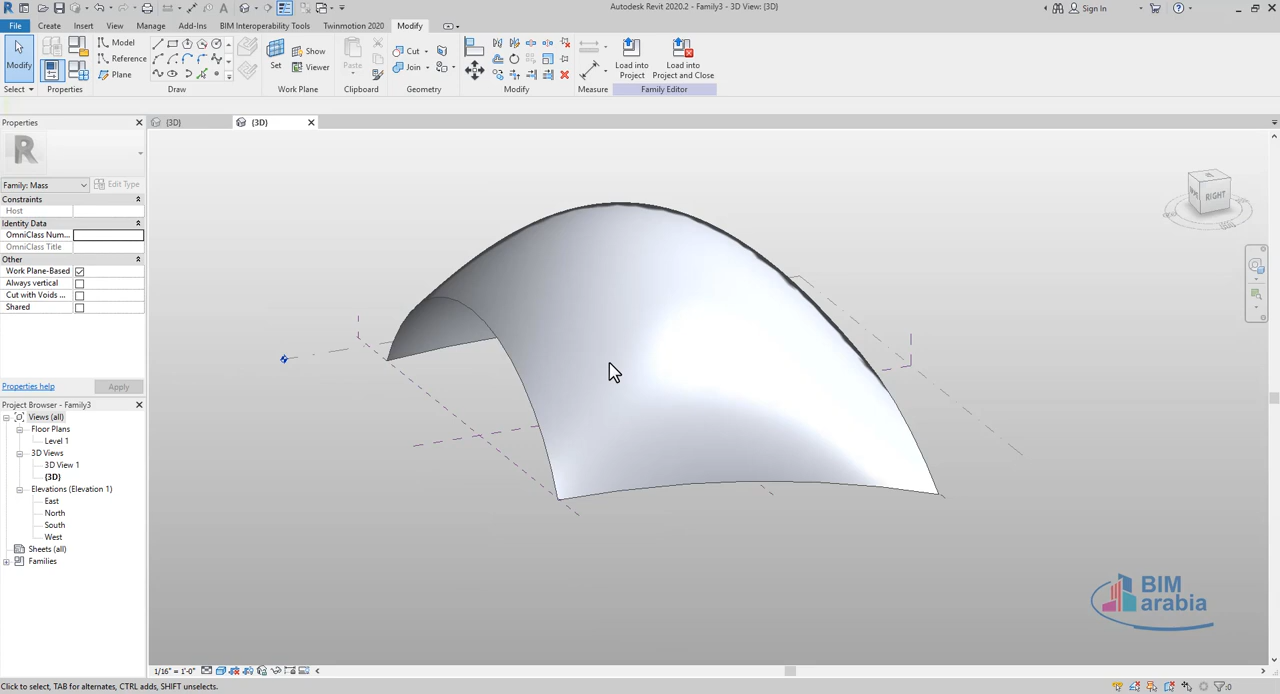 Autodesk Revit 2020.2 - Family3 - 3D View: {3D}
Sign In
File Create Insert View Manage Add-Ins BIM Interoperability Tools Twinmotion 2020 Modify
Modify
Model
Reference
Plane
Set
Show
Viewer
Paste
Cut
Join
Load into
Project
Load into
Project and Close
Select Properties Draw Work Plane Clipboard Geometry Modify Measure Family Editor
Properties
{3D}
{3D}
Family: Mass Edit Type
Constraints
Host
Identity Data
OmniClass Num...
OmniClass Title
Other
Work Plane-Based
Always vertical
Cut with Voids ...
Shared
Properties help Apply
Project Browser - Family3
Views (all)
Floor Plans
Level 1
3D Views
3D View 1
{3D}
Elevations (Elevation 1)
East
North
South
West
Sheets (all)
Families
RIGHT
BIM
arabia
1/16" = 1'-0"
Click to select, TAB for alternates, CTRL adds, SHIFT unselects.
:0